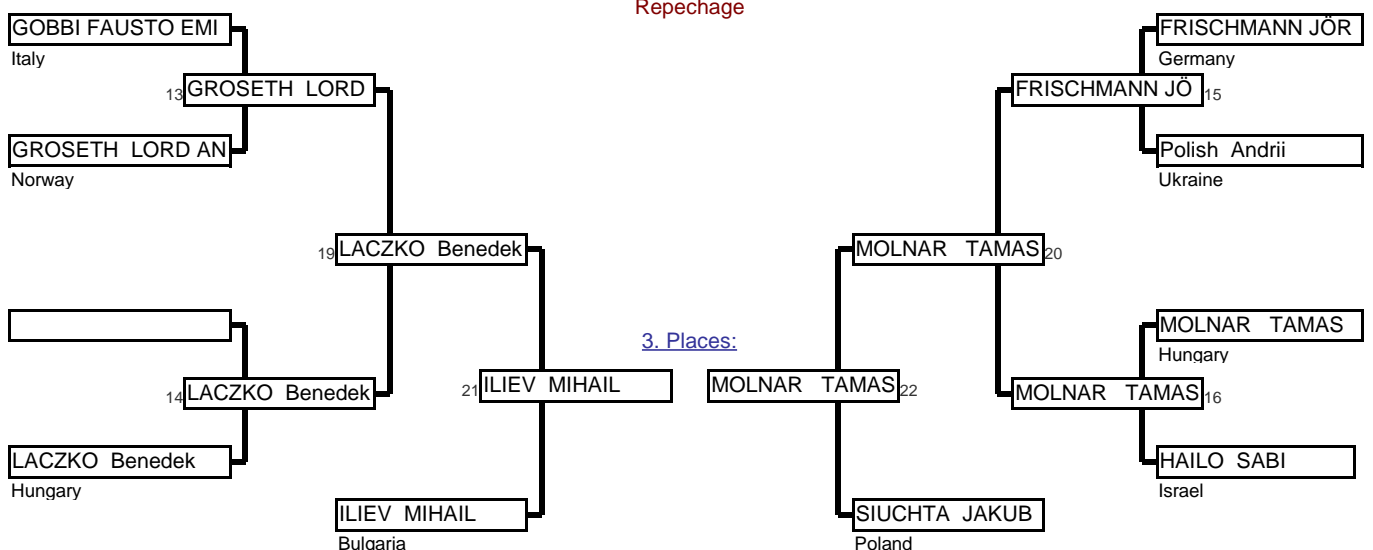 Repechage
GOBBI FAUSTO EMI
Italy
13 GROSETH LORD
GROSETH LORD AN
Norway
19 LACZKO Benedek
14 LACZKO Benedek
LACZKO Benedek
Hungary
21 ILIEV MIHAIL
ILIEV MIHAIL
Bulgaria
3. Places:
FRISCHMANN JÖR
Germany
FRISCHMANN JÖ 15
Polish Andrii
Ukraine
MOLNAR TAMAS 20
MOLNAR TAMAS
Hungary
MOLNAR TAMAS 22
MOLNAR TAMAS 16
HAILO SABI
Israel
SIUCHTA JAKUB
Poland